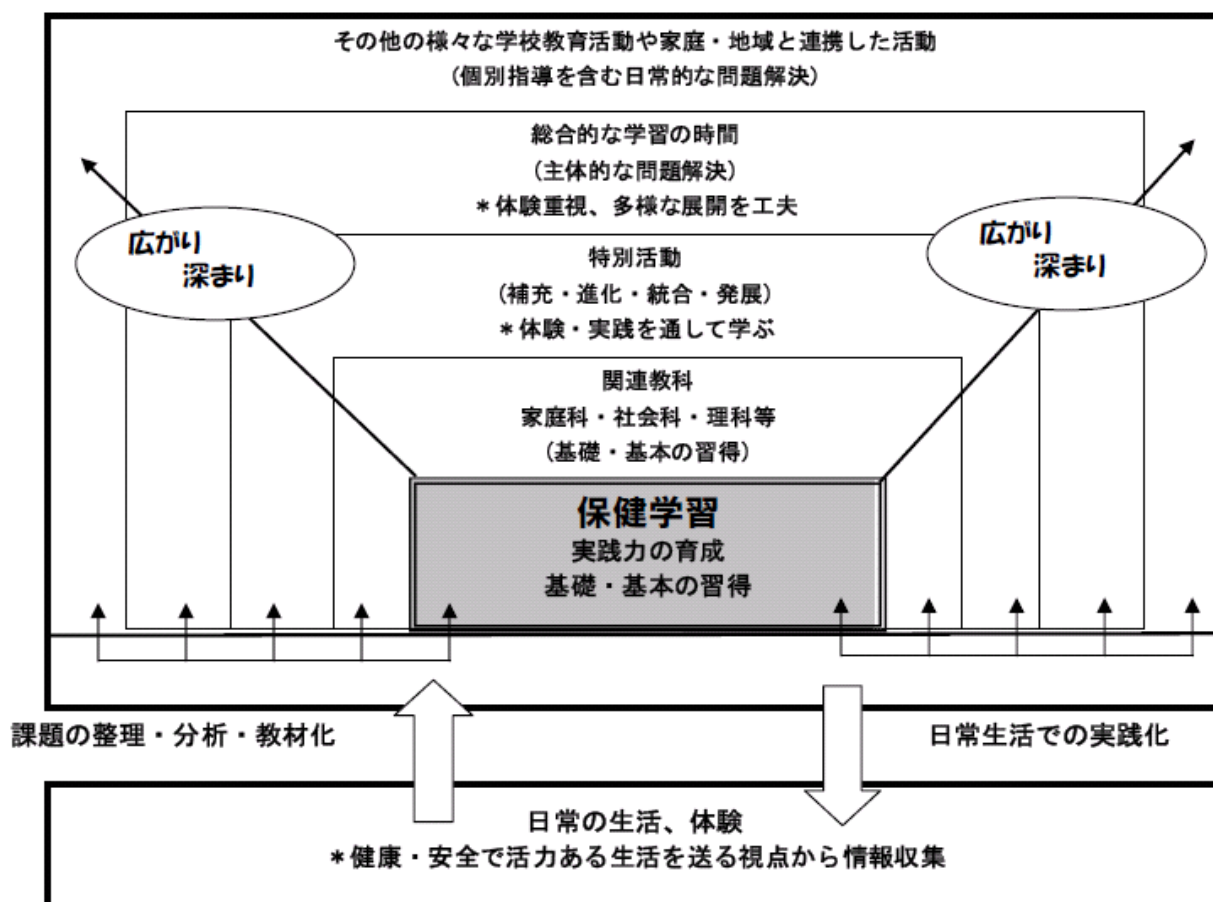 その他の様々な学校教育活動や家庭・地域と連携した活動
(個別指導を含む日常的な問題解決)
総合的な学習の時間
(主体的な問題解決)
＊体験重視、多様な展開を工夫
広がり
深まり
広がり
深まり
特別活動
(補充・進化・統合・発展)
＊体験・実践を通して学ぶ
関連教科
家庭科・社会科・理科等
(基礎・基本の習得)
保健学習
実践力の育成
基礎・基本の習得
課題の整理・分析・教材化
日常生活での実践化
日常の生活、体験
＊健康・安全で活力ある生活を送る視点から情報収集